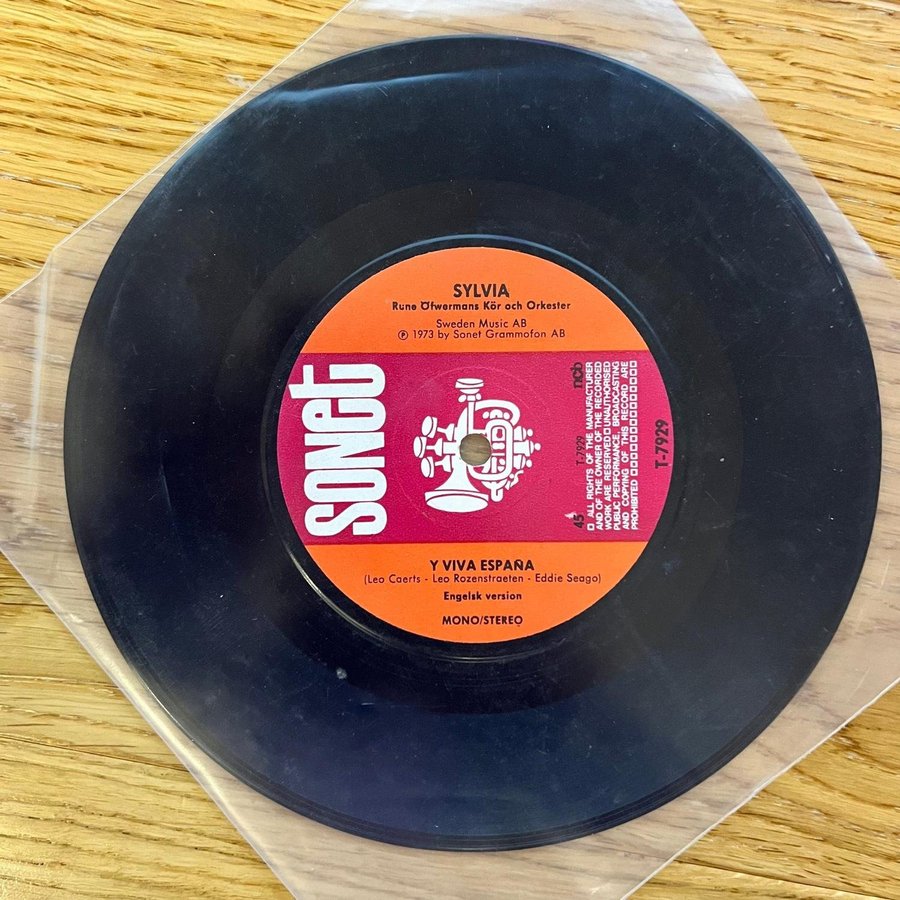 SYLVIA
Rune Öfwermans Kör och Orkester
Sweden Music AB
℗ 1973 by Sonet Grammofon AB
sonet
ncb
T-7929
45
□ ALL RIGHTS OF THE MANUFACTURER
AND OF THE OWNER OF THE RECORDED
WORK ARE RESERVED □ UNAUTHORISED
PUBLIC PERFORMANCE, BROADCASTING
AND COPYING OF THIS RECORD ARE
PROHIBITED □□□□□□□□□□□□
T-7929
Y VIVA ESPAÑA
(Leo Caerts - Leo Rozenstraeten - Eddie Seago)
Engelsk version
MONO/STEREO